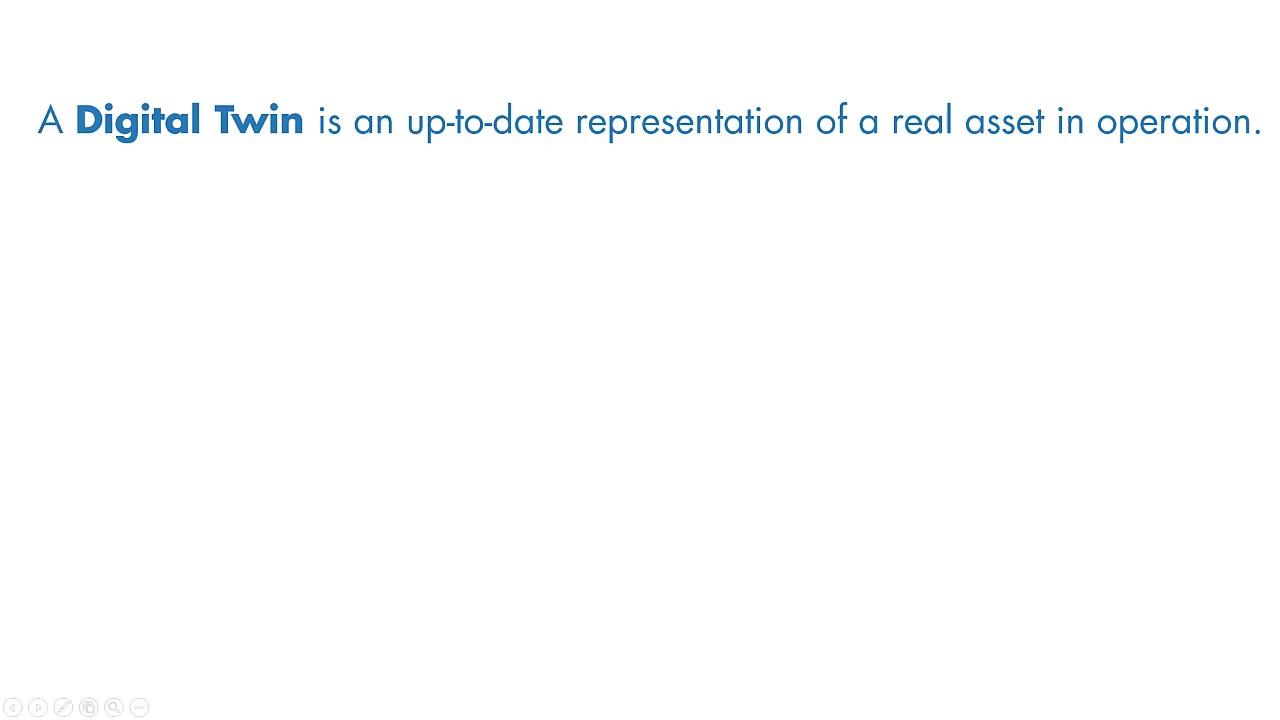 A Digital Twin is an up-to-date representation of a real asset in operation.